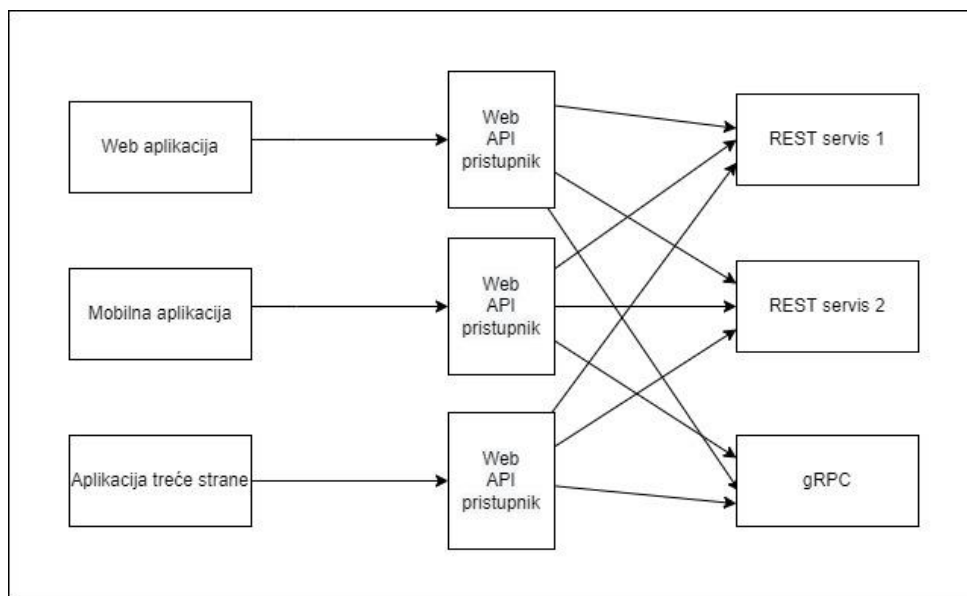 Web aplikacija
Web
API
pristupnik
REST servis 1
Mobilna aplikacija
Web
API
pristupnik
REST servis 2
Aplikacija treće strane
Web
API
pristupnik
gRPC